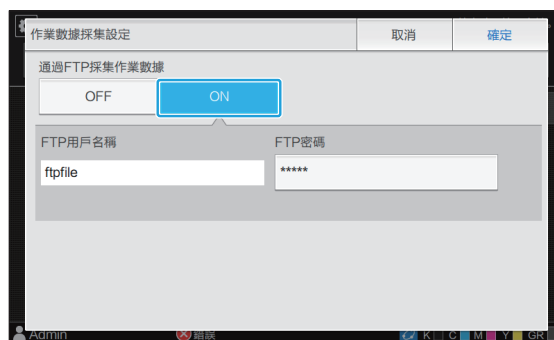 作業數據採集設定
取消
確定
通過FTP採集作業數據
OFF
ON
FTP用戶名稱
FTP密碼
ftpfile
*****
Admin
錯誤
K C M Y GR